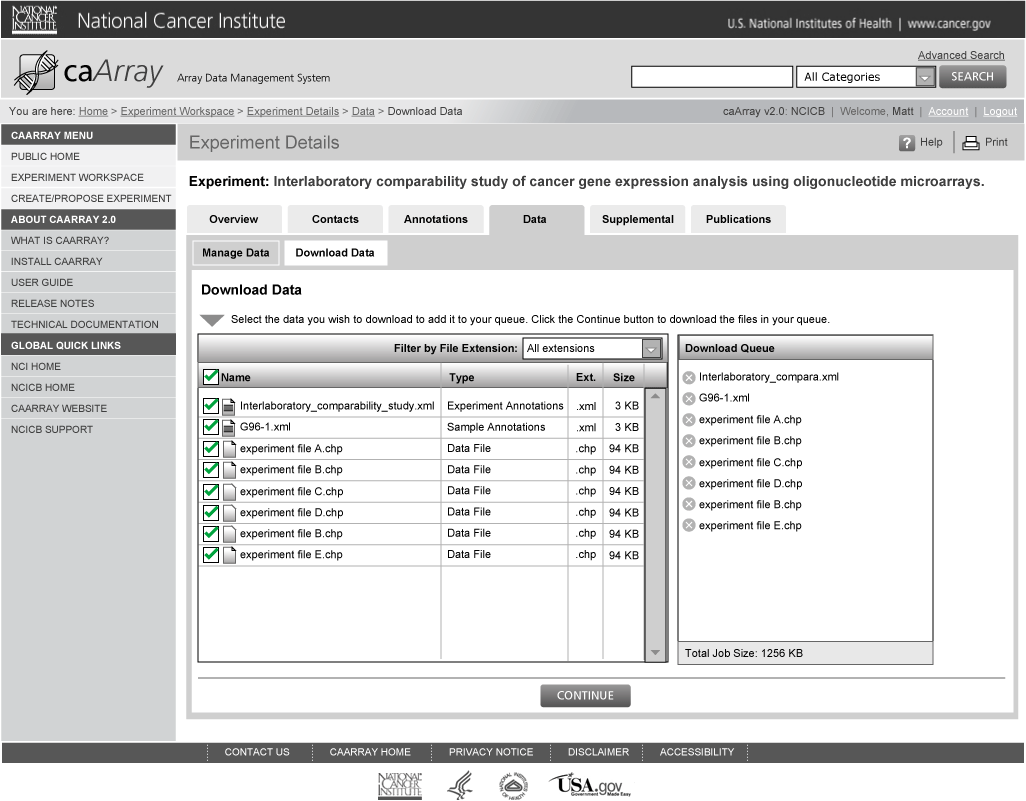 NATIONAL CANCER INSTITUTE National Cancer Institute U.S. National Institutes of Health | www.cancer.gov
Advanced Search
caArray Array Data Management System All Categories SEARCH
You are here: Home > Experiment Workspace > Experiment Details > Data > Download Data caArray v2.0: NCICB | Welcome, Matt | Account | Logout
CAARRAY MENU
PUBLIC HOME
EXPERIMENT WORKSPACE
CREATE/PROPOSE EXPERIMENT
ABOUT CAARRAY 2.0
WHAT IS CAARRAY?
INSTALL CAARRAY
USER GUIDE
RELEASE NOTES
TECHNICAL DOCUMENTATION
GLOBAL QUICK LINKS
NCI HOME
NCICB HOME
CAARRAY WEBSITE
NCICB SUPPORT
Experiment Details ? Help Print
Experiment: Interlaboratory comparability study of cancer gene expression analysis using oligonucleotide microarrays.
Overview Contacts Annotations Data Supplemental Publications
Manage Data Download Data
Download Data
Select the data you wish to download to add it to your queue. Click the Continue button to download the files in your queue.
Filter by File Extension: All extensions
Name Type Ext. Size
Interlaboratory_comparability_study.xml Experiment Annotations .xml 3 KB
G96-1.xml Sample Annotations .xml 3 KB
experiment file A.chp Data File .chp 94 KB
experiment file B.chp Data File .chp 94 KB
experiment file C.chp Data File .chp 94 KB
experiment file D.chp Data File .chp 94 KB
experiment file B.chp Data File .chp 94 KB
experiment file E.chp Data File .chp 94 KB
Download Queue
Interlaboratory_compara.xml
G96-1.xml
experiment file A.chp
experiment file B.chp
experiment file C.chp
experiment file D.chp
experiment file B.chp
experiment file E.chp
Total Job Size: 1256 KB
CONTINUE
CONTACT US CAARRAY HOME PRIVACY NOTICE DISCLAIMER ACCESSIBILITY
NATIONAL CANCER INSTITUTE USA.gov
Government Made Easy